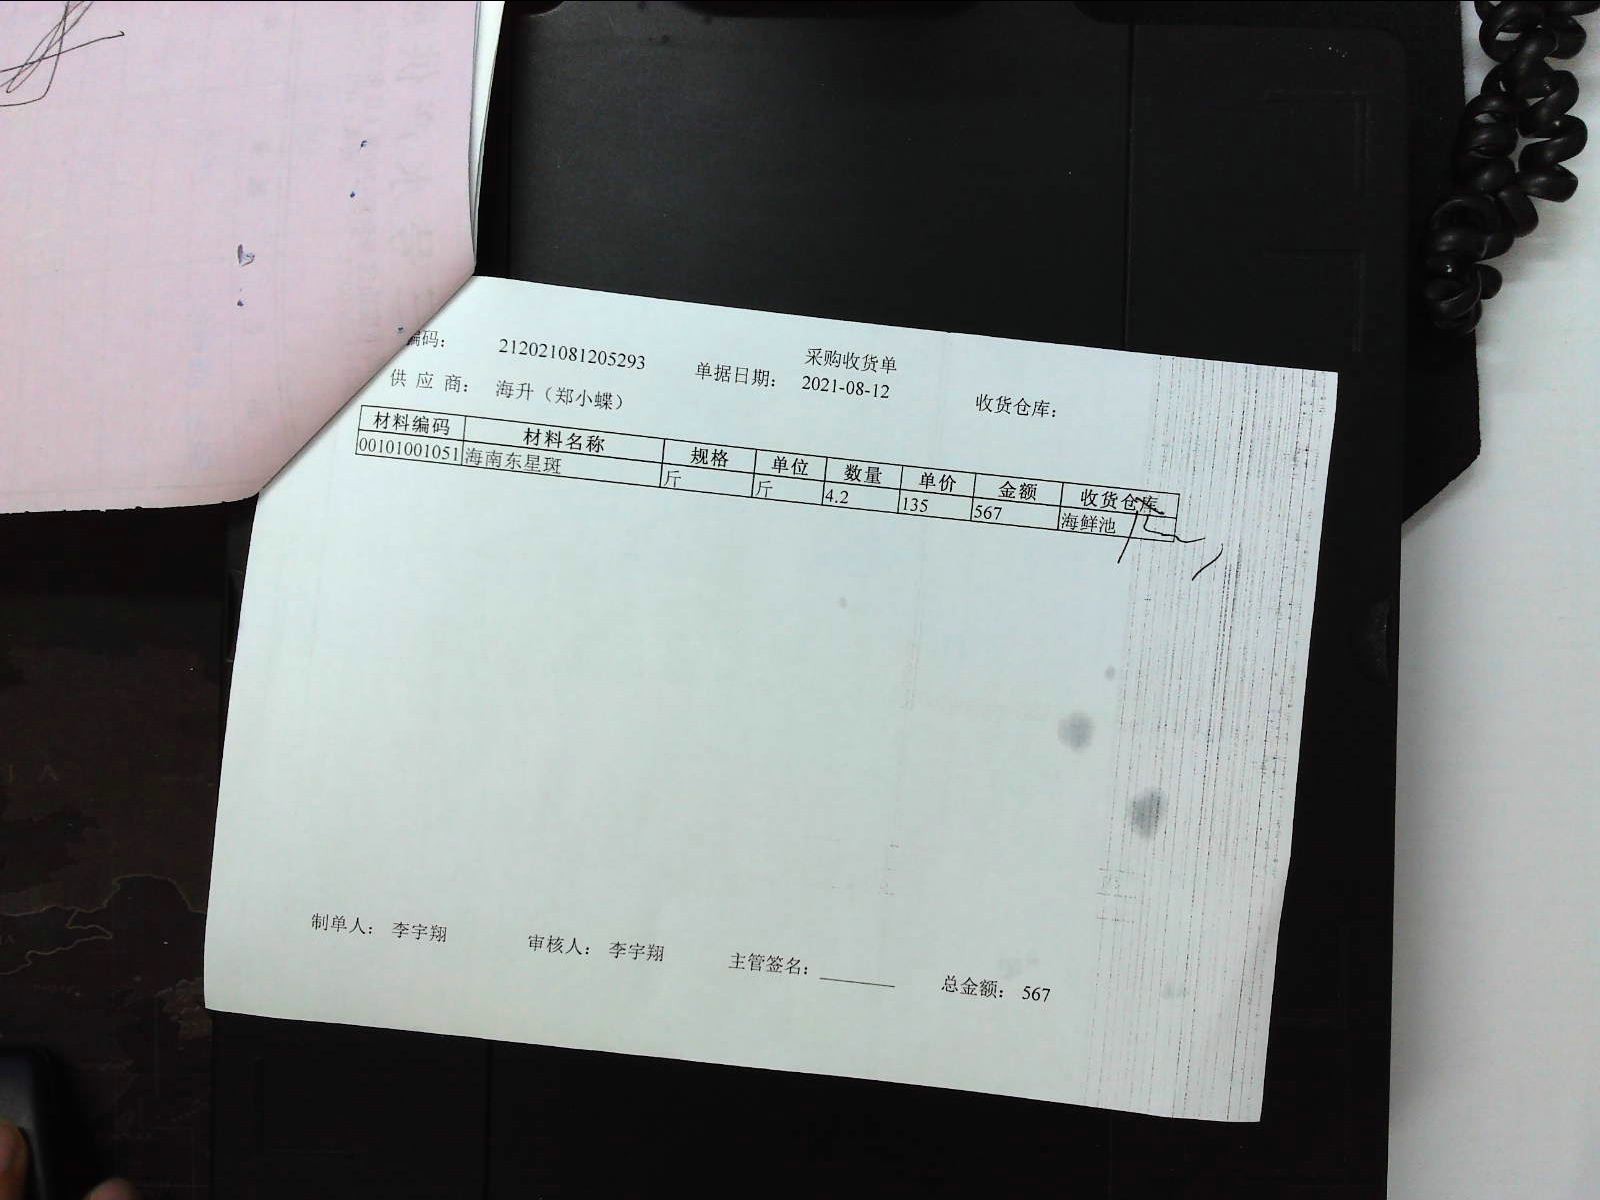 采购收货单
编码: 212021081205293 单据日期: 2021-08-12 收货仓库:
供 应 商: 海升（郑小蝶）
材料编码 材料名称 规格 单位 数量 单价 金额 收货仓库
00101001051 海南东星斑 斤 斤 4.2 135 567 海鲜池
制单人: 李宇翔 审核人: 李宇翔 主管签名: 总金额: 567